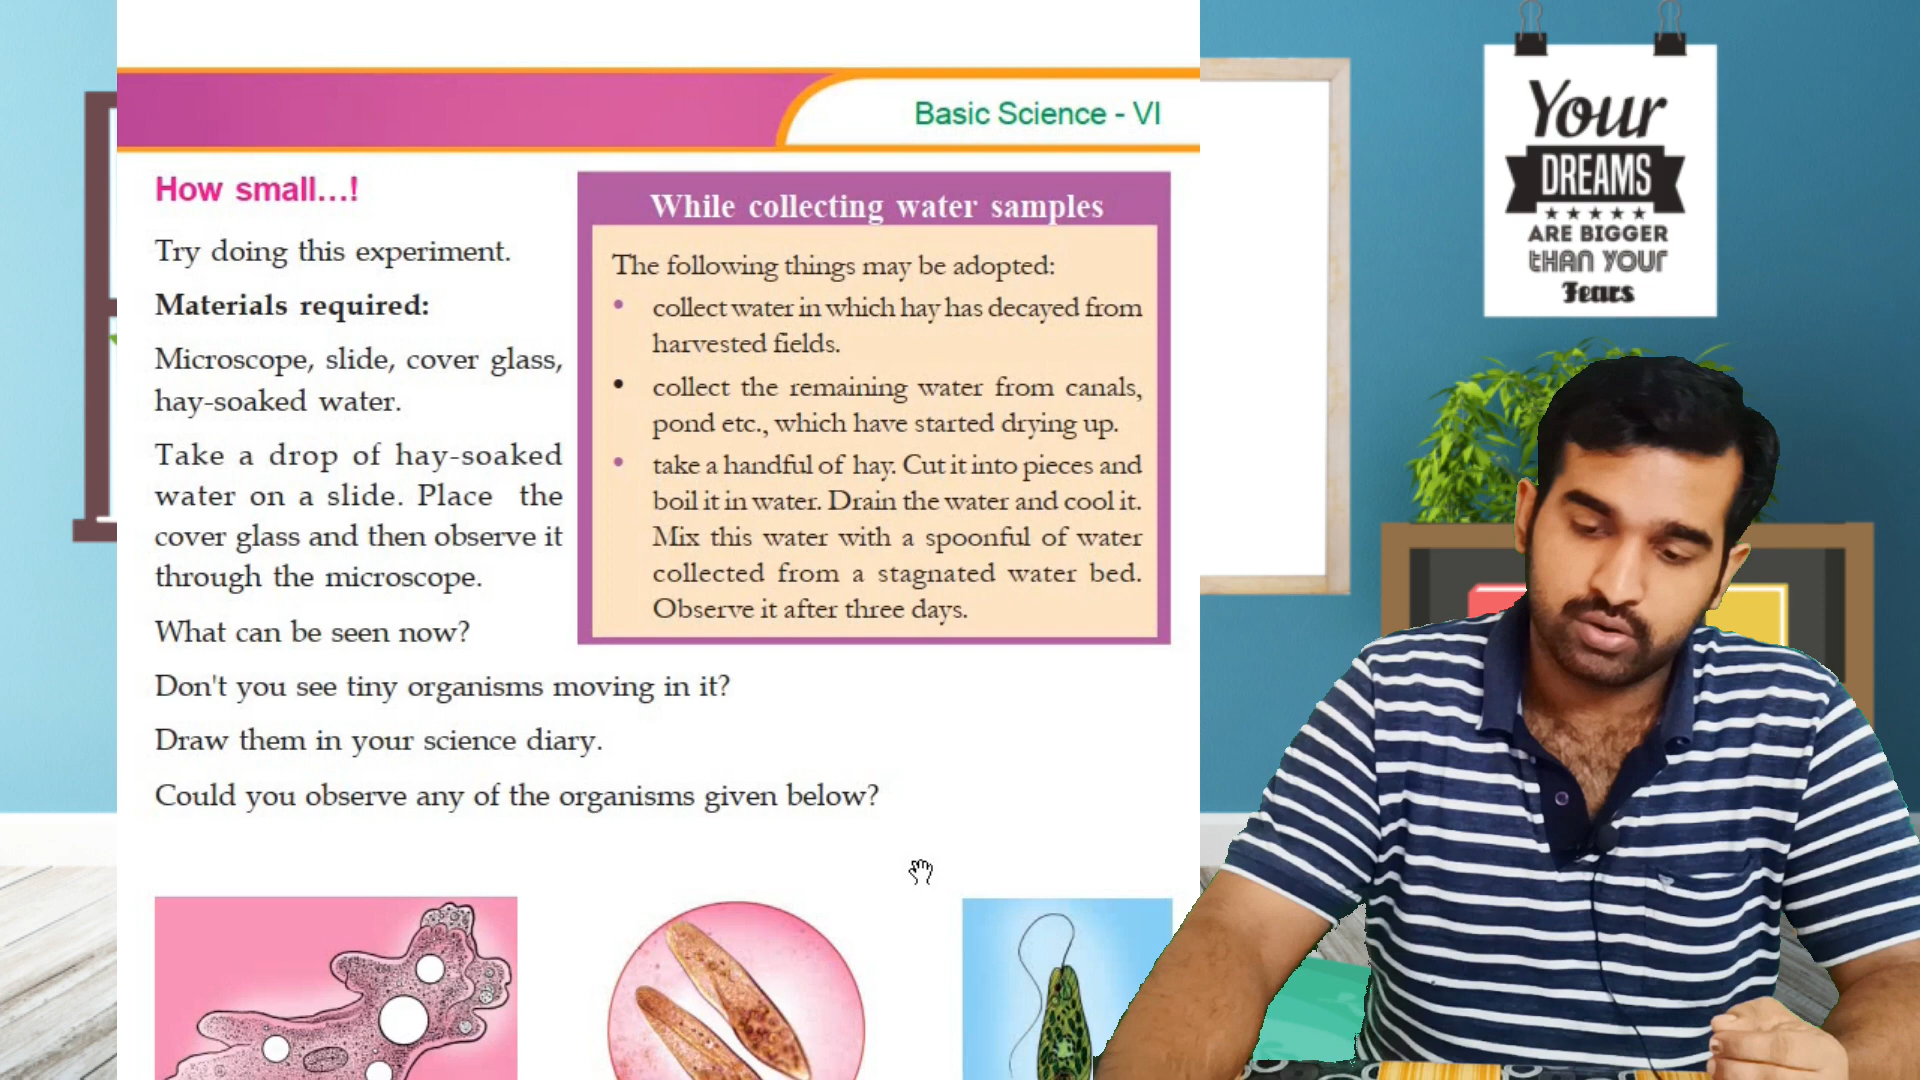 Basic Science - VI
How small...!
Try doing this experiment.
Materials required:
Microscope, slide, cover glass,
hay-soaked water.
Take a drop of hay-soaked
water on a slide. Place the
cover glass and then observe it
through the microscope.
What can be seen now?
Don't you see tiny organisms moving in it?
Draw them in your science diary.
Could you observe any of the organisms given below?
While collecting water samples
The following things may be adopted:
• collect water in which hay has decayed from
harvested fields.
• collect the remaining water from canals,
pond etc., which have started drying up.
• take a handful of hay. Cut it into pieces and
boil it in water. Drain the water and cool it.
Mix this water with a spoonful of water
collected from a stagnated water bed.
Observe it after three days.
Your
DREAMS
ARE BIGGER
tHAN YOUr
Fears